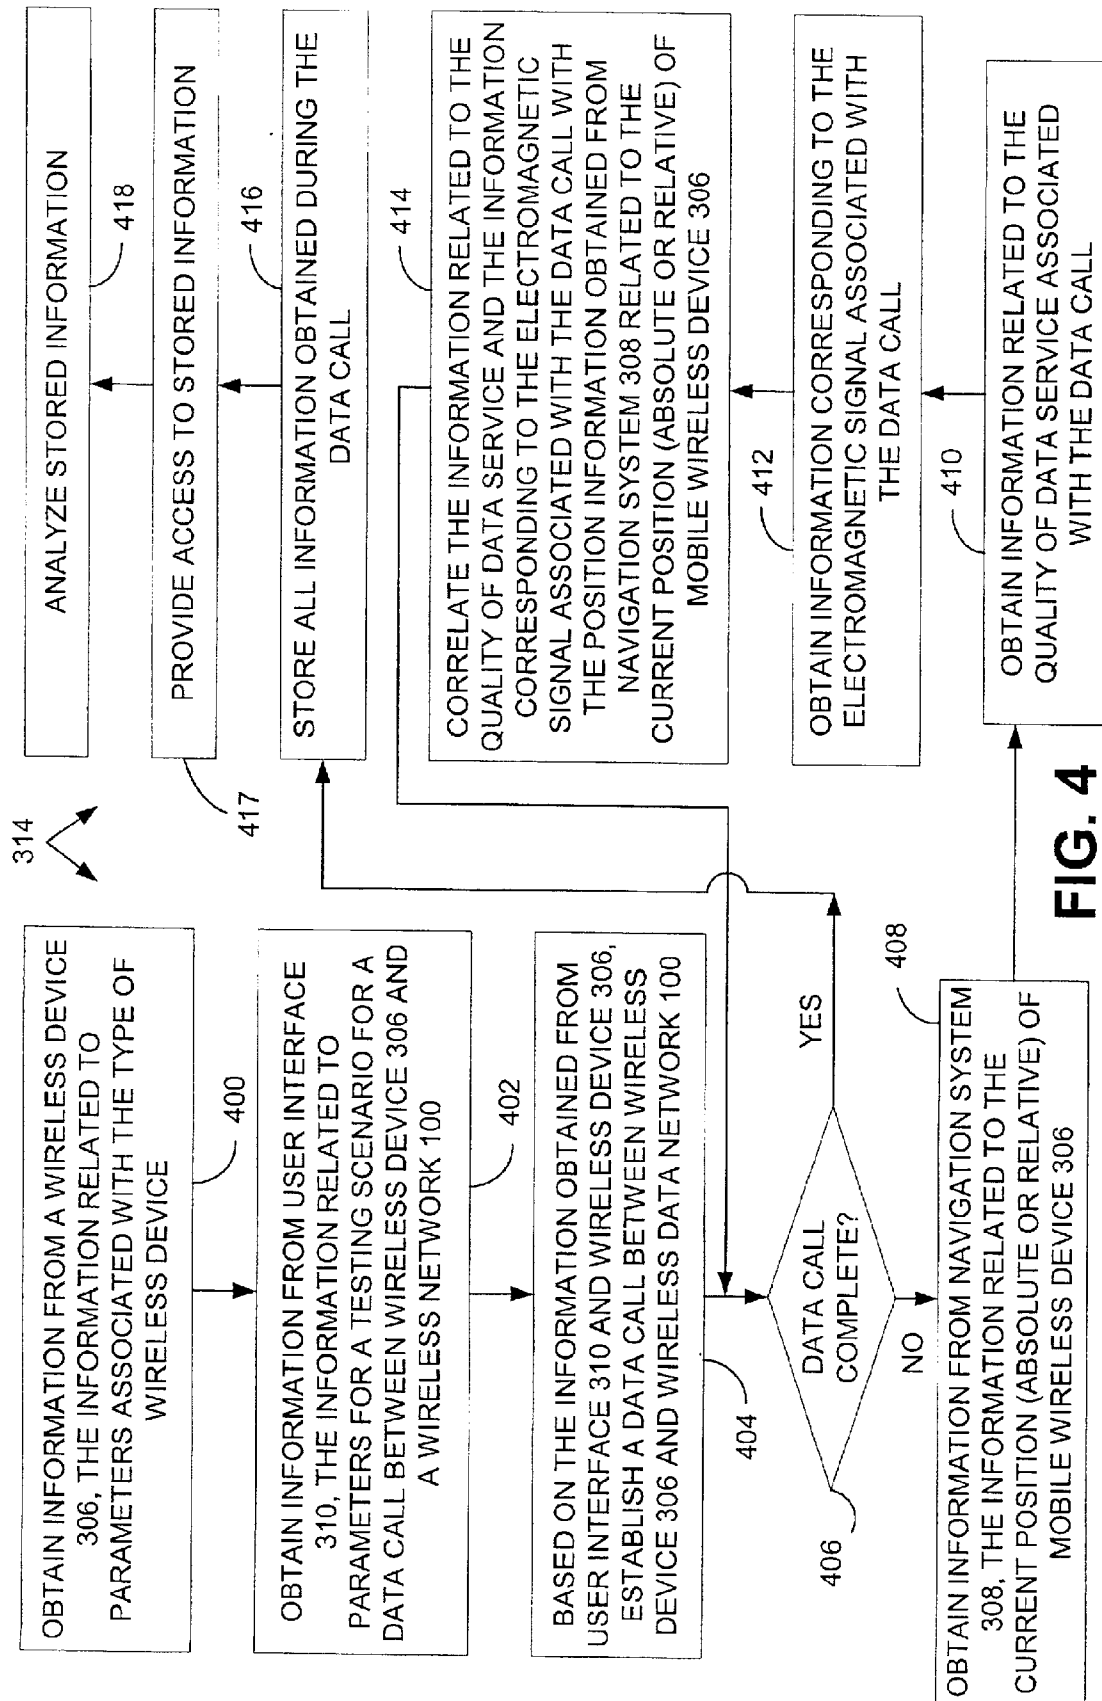 314
OBTAIN INFORMATION FROM A WIRELESS DEVICE
306, THE INFORMATION RELATED TO
PARAMETERS ASSOCIATED WITH THE TYPE OF
WIRELESS DEVICE
400
OBTAIN INFORMATION FROM USER INTERFACE
310, THE INFORMATION RELATED TO
PARAMETERS FOR A TESTING SCENARIO FOR A
DATA CALL BETWEEN WIRELESS DEVICE 306 AND
A WIRELESS NETWORK 100
402
BASED ON THE INFORMATION OBTAINED FROM
USER INTERFACE 310 AND WIRELESS DEVICE 306,
ESTABLISH A DATA CALL BETWEEN WIRELESS
DEVICE 306 AND WIRELESS DATA NETWORK 100
404
DATA CALL
COMPLETE?
406
YES
NO
408
OBTAIN INFORMATION FROM NAVIGATION SYSTEM
308, THE INFORMATION RELATED TO THE
CURRENT POSITION (ABSOLUTE OR RELATIVE) OF
MOBILE WIRELESS DEVICE 306
ANALYZE STORED INFORMATION
418
PROVIDE ACCESS TO STORED INFORMATION
417
416
STORE ALL INFORMATION OBTAINED DURING THE
DATA CALL
414
CORRELATE THE INFORMATION RELATED TO THE
QUALITY OF DATA SERVICE AND THE INFORMATION
CORRESPONDING TO THE ELECTROMAGNETIC
SIGNAL ASSOCIATED WITH THE DATA CALL WITH
THE POSITION INFORMATION OBTAINED FROM
NAVIGATION SYSTEM 308 RELATED TO THE
CURRENT POSITION (ABSOLUTE OR RELATIVE) OF
MOBILE WIRELESS DEVICE 306
412
OBTAIN INFORMATION CORRESPONDING TO THE
ELECTROMAGNETIC SIGNAL ASSOCIATED WITH
THE DATA CALL
410
OBTAIN INFORMATION RELATED TO THE
QUALITY OF DATA SERVICE ASSOCIATED
WITH THE DATA CALL
FIG. 4